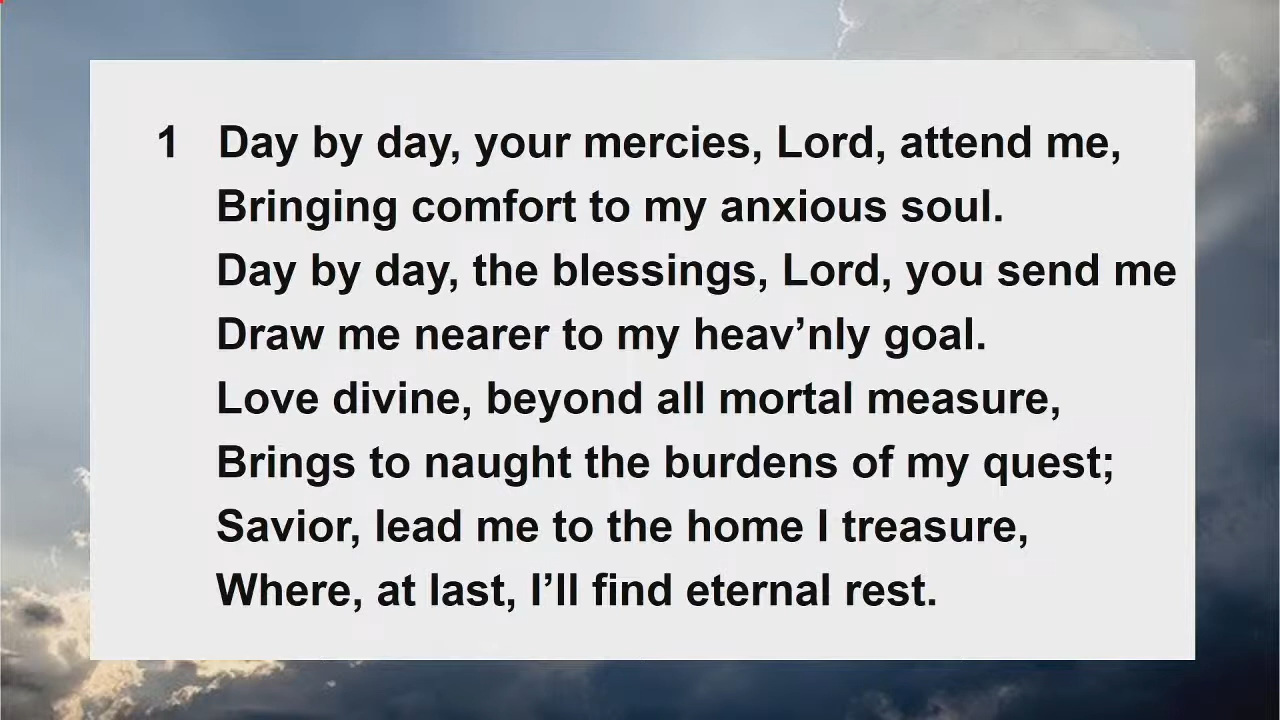 1 Day by day, your mercies, Lord, attend me,
Bringing comfort to my anxious soul.
Day by day, the blessings, Lord, you send me
Draw me nearer to my heav’nly goal.
Love divine, beyond all mortal measure,
Brings to naught the burdens of my quest;
Savior, lead me to the home I treasure,
Where, at last, I’ll find eternal rest.